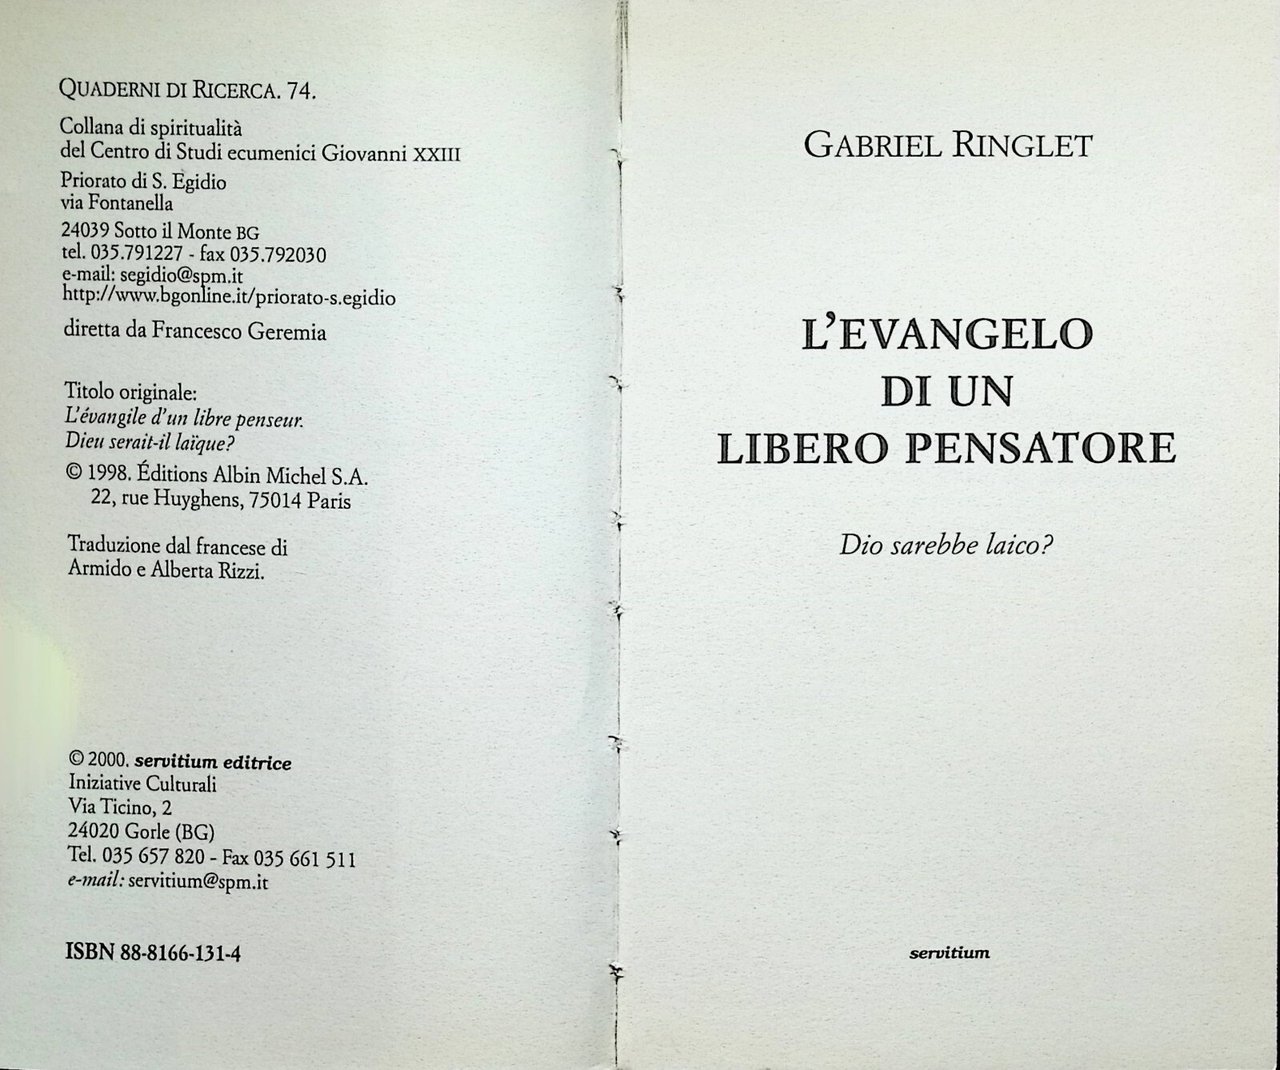 QUADERNI DI RICERCA. 74.
Collana di spiritualità
del Centro di Studi ecumenici Giovanni XXIII
Priorato di S. Egidio
via Fontanella
24039 Sotto il Monte BG
tel. 035.791227 - fax 035.792030
e-mail: segidio@spm.it
http://www.bgonline.it/priorato-s.egidio
diretta da Francesco Geremia
Titolo originale:
L'évangile d'un libre penseur.
Dieu serait-il laïque?
© 1998. Éditions Albin Michel S.A.
22, rue Huyghens, 75014 Paris
Traduzione dal francese di
Armido e Alberta Rizzi.
© 2000. servitium editrice
Iniziative Culturali
Via Ticino, 2
24020 Gorle (BG)
Tel. 035 657 820 - Fax 035 661 511
e-mail: servitium@spm.it
ISBN 88-8166-131-4
GABRIEL RINGLET
L'EVANGELO
DI UN
LIBERO PENSATORE
Dio sarebbe laico?
servitium